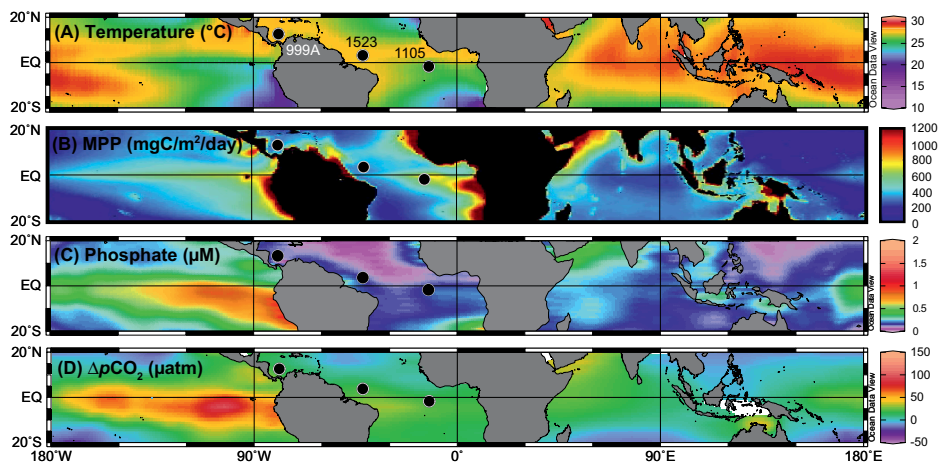 20°N
(A) Temperature (°C)
999A
1523
1105
EQ
20°S
30
25
20
15
10
Ocean Data View
20°N
(B) MPP (mgC/m²/day)
EQ
20°S
1200
1000
800
600
400
200
0
20°N
(C) Phosphate (µM)
EQ
20°S
2
1.5
1
0.5
0
Ocean Data View
20°N
(D) ΔpCO₂ (µatm)
EQ
20°S
150
100
50
0
-50
Ocean Data View
180°W
90°W
0°
90°E
180°E